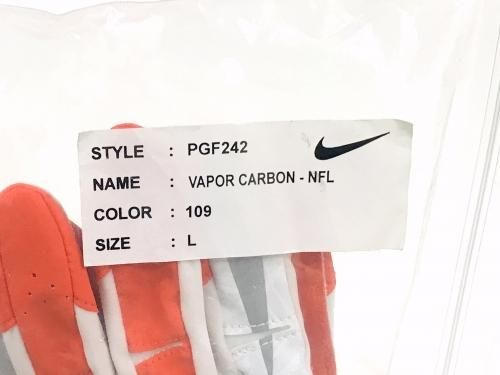 STYLE : PGF242
NAME : VAPOR CARBON - NFL
COLOR : 109
SIZE : L